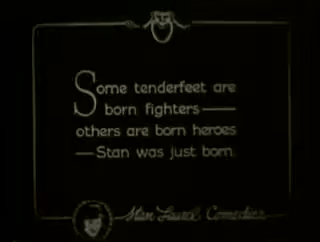 Some tenderfeet are
born fighters——
others are born heroes
—Stan was just born.
Stan Laurel Comedies